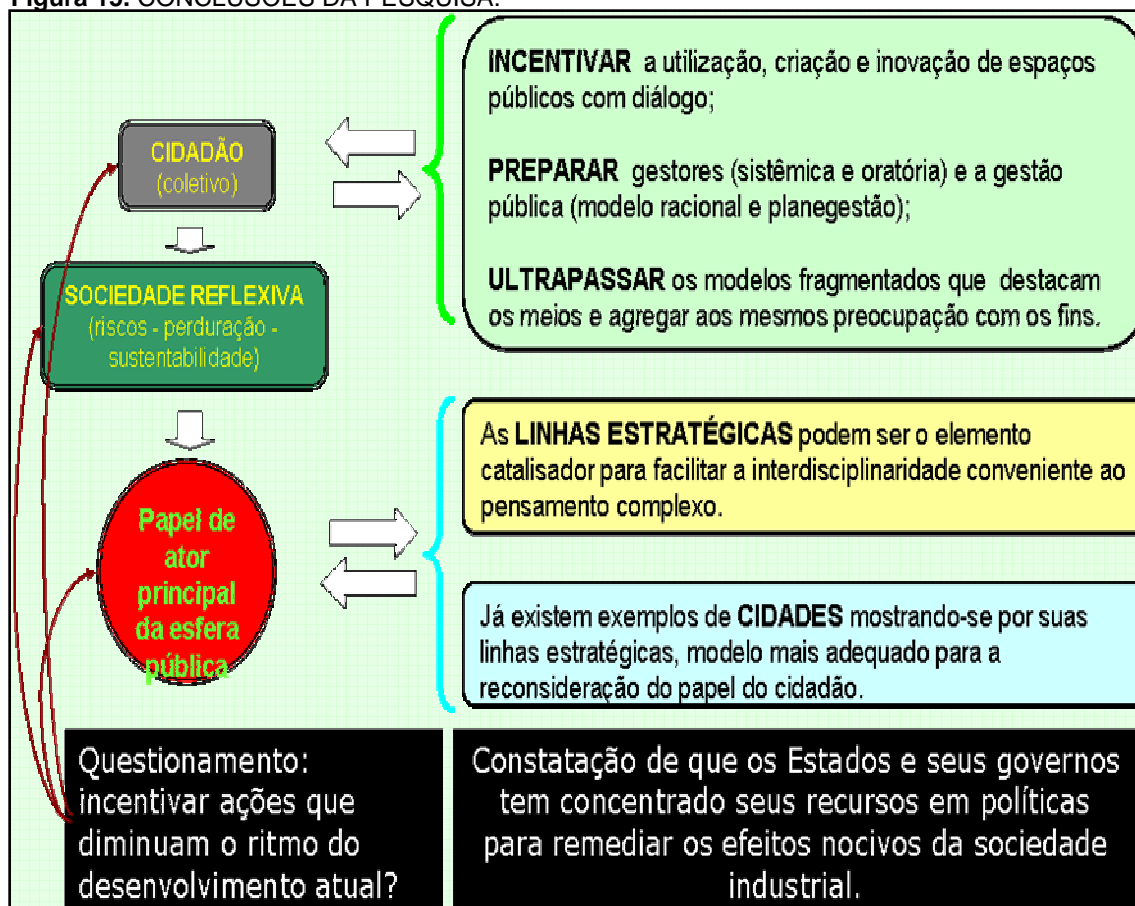 Figura 15. CONCLUSÕES DA PESQUISA.
CIDADÃO
(coletivo)
SOCIEDADE REFLEXIVA
(riscos - perduração -
sustentabilidade)
Papel de
ator
principal
da esfera
pública
INCENTIVAR a utilização, criação e inovação de espaços
públicos com diálogo;
PREPARAR gestores (sistêmica e oratória) e a gestão
pública (modelo racional e planegestão);
ULTRAPASSAR os modelos fragmentados que destacam
os meios e agregar aos mesmos preocupação com os fins.
As LINHAS ESTRATÉGICAS podem ser o elemento
catalisador para facilitar a interdisciplinaridade conveniente ao
pensamento complexo.
Já existem exemplos de CIDADES mostrando-se por suas
linhas estratégicas, modelo mais adequado para a
reconsideração do papel do cidadão.
Questionamento:
incentivar ações que
diminuam o ritmo do
desenvolvimento atual?
Constatação de que os Estados e seus governos
tem concentrado seus recursos em políticas
para remediar os efeitos nocivos da sociedade
industrial.